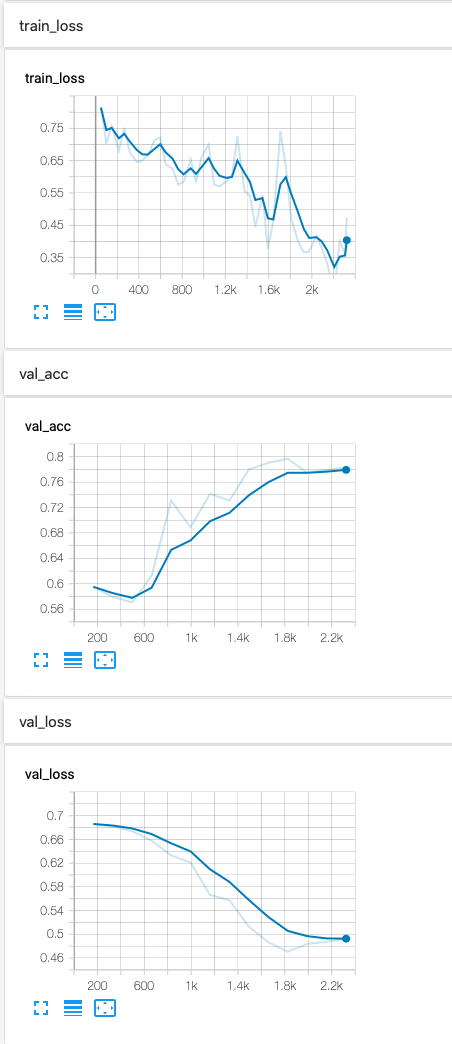 train_loss
train_loss
0.75
0.65
0.55
0.45
0.35
0 400 800 1.2k 1.6k 2k
val_acc
val_acc
0.8
0.76
0.72
0.68
0.64
0.6
0.56
200 600 1k 1.4k 1.8k 2.2k
val_loss
val_loss
0.7
0.66
0.62
0.58
0.54
0.5
0.46
200 600 1k 1.4k 1.8k 2.2k